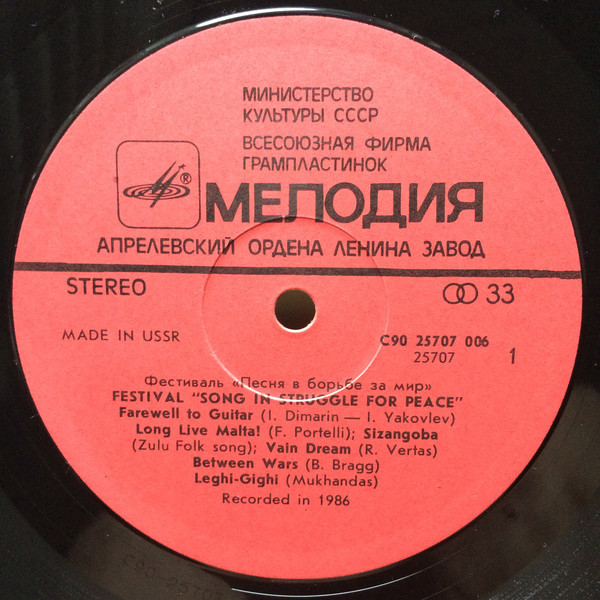 МИНИСТЕРСТВО
КУЛЬТУРЫ СССР
ВСЕСОЮЗНАЯ ФИРМА
ГРАМПЛАСТИНОК
®
МЕЛОДИЯ
АПРЕЛЕВСКИЙ ОРДЕНА ЛЕНИНА ЗАВОД
STEREO
33
MADE IN USSR
С90 25707 006
25707
1
Фестиваль «Песня в борьбе за мир»
FESTIVAL "SONG IN STRUGGLE FOR PEACE"
Farewell to Guitar (I. Dimarin — I. Yakovlev)
Long Live Malta! (F. Portelli); Sizangoba
(Zulu Folk song); Vain Dream (R. Vertas)
Between Wars (B. Bragg)
Leghi-Gighi (Mukhandas)
Recorded in 1986